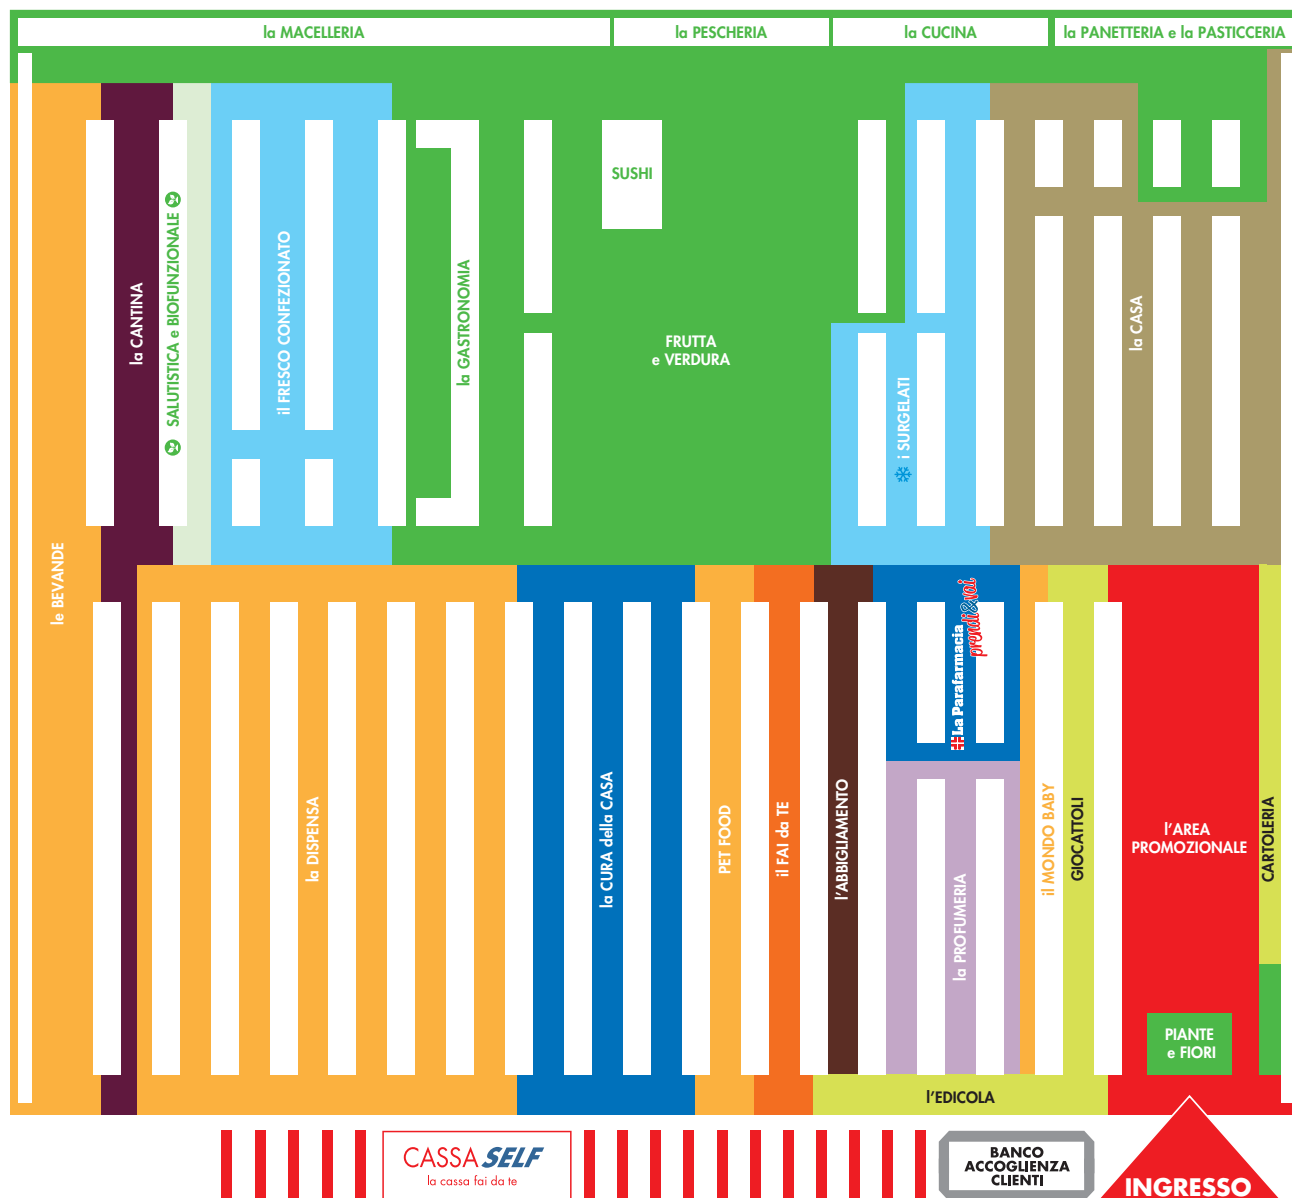 la MACELLERIA
la PESCHERIA
la CUCINA
la PANETTERIA e la PASTICCERIA
SUSHI
la CANTINA
SALUTISTICA e BIOFUNZIONALE
il FRESCO CONFEZIONATO
la GASTRONOMIA
FRUTTA
e VERDURA
i SURGELATI
la CASA
le BEVANDE
la DISPENSA
la CURA della CASA
PET FOOD
il FAI da TE
l'ABBIGLIAMENTO
La Parafarmacia
prendi&voi
la PROFUMERIA
il MONDO BABY
GIOCATTOLI
l'AREA
PROMOZIONALE
CARTOLERIA
PIANTE
e FIORI
l'EDICOLA
CASSA SELF
la cassa fai da te
BANCO
ACCOGLIENZA
CLIENTI
INGRESSO